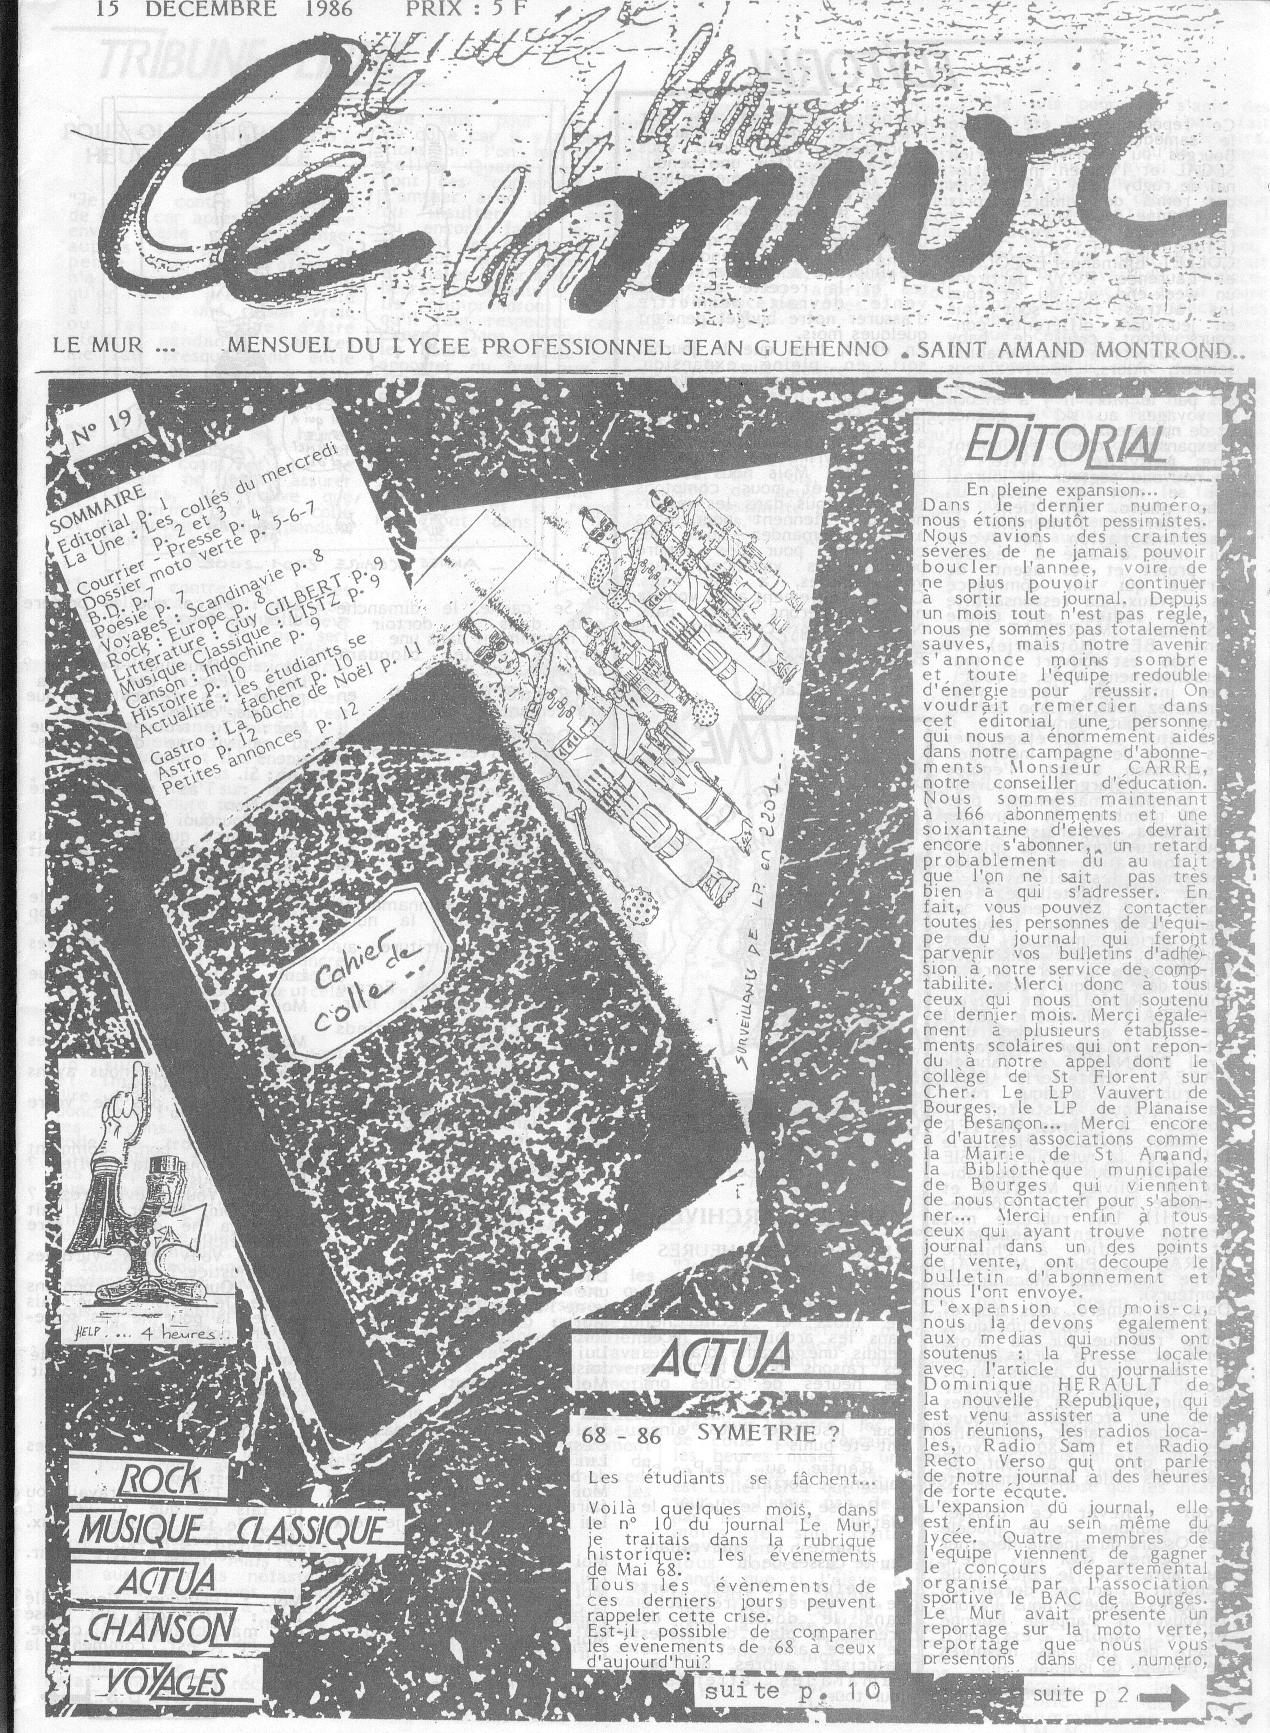 15 DECEMBRE 1986 PRIX : 5 F
Le mur
LE MUR ... MENSUEL DU LYCEE PROFESSIONNEL JEAN GUEHENNO . SAINT AMAND MONTROND..
N° 19
SOMMAIRE
Editorial p. 1
La Une : Les collés du mercredi
p. 2 et 3
Courrier - Presse p. 4
Dossier moto verte p. 5-6-7
B.D. p.7
Poésie p. 7
Voyages : Scandinavie p. 8
Rock : Europe p. 8
Litterature : Guy GILBERT p. 9
Musique Classique : LISTZ p. 9
Canson : Indochine p. 9
Histoire p. 10
Actualité : les étudiants se
fachent p. 10
Gastro : La bûche de Noël p. 11
Astro p. 12
Petites annonces p. 12
SURVEILLANTS DE L.P. en 2204
Cahier
de
colle...
HELP.... 4 heures..
ROCK
MUSIQUE CLASSIQUE
ACTUA
CHANSON
VOYAGES
ACTUA
68 - 86 SYMETRIE ?
Les étudiants se fâchent...
Voilà quelques mois, dans
le n° 10 du journal Le Mur,
je traitais dans la rubrique
historique: les événements
de Mai 68.
Tous les évènements de
ces derniers jours peuvent
rappeler cette crise.
Est-il possible de comparer
les évènements de 68 à ceux
d'aujourd'hui?
suite p. 10
EDITORIAL
En pleine expansion...
Dans le dernier numéro,
nous étions plutôt pessimistes.
Nous avions des craintes
sévères de ne jamais pouvoir
boucler l'année, voire de
ne plus pouvoir continuer
à sortir le journal. Depuis
un mois tout n'est pas réglé,
nous ne sommes pas totalement
sauvés, mais notre avenir
s'annonce moins sombre
et toute l'équipe redouble
d'énergie pour réussir. On
voudrait remercier dans
cet éditorial une personne
qui nous a énormément aidés
dans notre campagne d'abonne-
ments Monsieur CARRE,
notre conseiller d'éducation.
Nous sommes maintenant
à 166 abonnements et une
soixantaine d'élèves devrait
encore s'abonner, un retard
probablement dû au fait
que l'on ne sait pas très
bien à qui s'adresser. En
fait, vous pouvez contacter
toutes les personnes de l'équi-
pe du journal qui feront
parvenir vos bulletins d'adhé-
sion à notre service de comp-
tabilité. Merci donc à tous
ceux qui nous ont soutenu
ce dernier mois. Merci égale-
ment à plusieurs établisse-
ments scolaires qui ont répon-
du à notre appel dont le
collège de St Florent sur
Cher. Le LP Vauvert de
Bourges, le LP de Planaise
de Besançon... Merci encore
à d'autres associations comme
la Mairie de St Amand,
la Bibliothèque municipale
de Bourges qui viennent
de nous contacter pour s'abon-
ner... Merci enfin à tous
ceux qui ayant trouvé notre
journal dans un des points
de vente, ont découpé le
bulletin d'abonnement et
nous l'ont envoyé.
L'expansion ce mois-ci,
nous la devons également
aux médias qui nous ont
soutenus : la Presse locale
avec l'article du journaliste
Dominique HERAULT de
la nouvelle République, qui
est venu assister à une de
nos réunions, les radios loca-
les, Radio Sam et Radio
Recto Verso qui ont parlé
de notre journal à des heures
de forte écoute.
L'expansion du journal, elle
est enfin au sein même du
lycée. Quatre membres de
l'équipe viennent de gagner
le concours départemental
organisé par l'association
sportive le BAC de Bourges.
Le Mur avait présenté un
reportage sur la moto verte,
reportage que nous vous
présentons dans ce numéro,
suite p 2